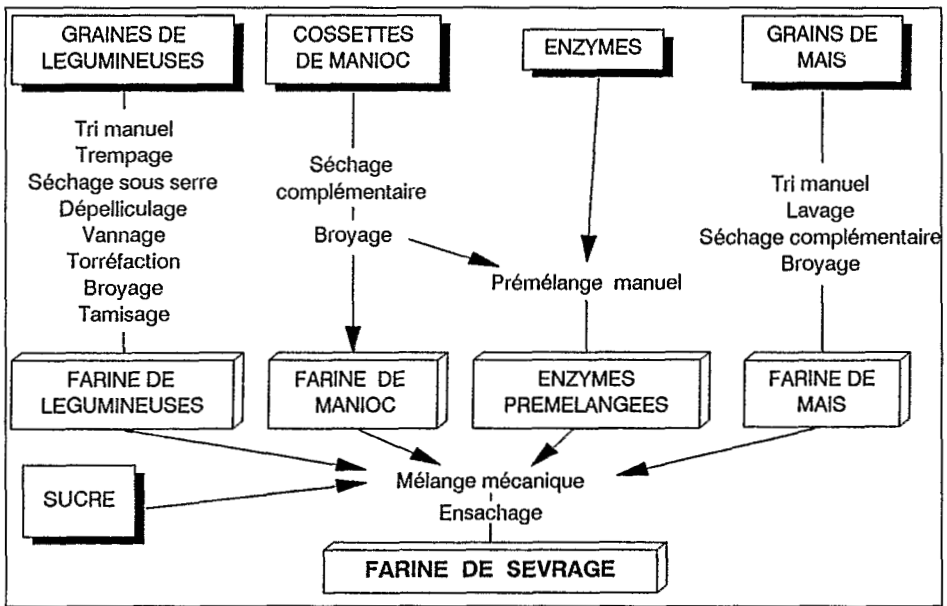 GRAINES DE
LEGUMINEUSES
COSSETTES
DE MANIOC
ENZYMES
GRAINS DE
MAIS
Tri manuel
Trempage
Séchage sous serre
Dépelliculage
Vannage
Torréfaction
Broyage
Tamisage
Séchage
complémentaire
Broyage
Prémélange manuel
Tri manuel
Lavage
Séchage complémentaire
Broyage
FARINE DE
LEGUMINEUSES
FARINE DE
MANIOC
ENZYMES
PREMELANGEES
FARINE DE
MAIS
SUCRE
Mélange mécanique
Ensachage
FARINE DE SEVRAGE